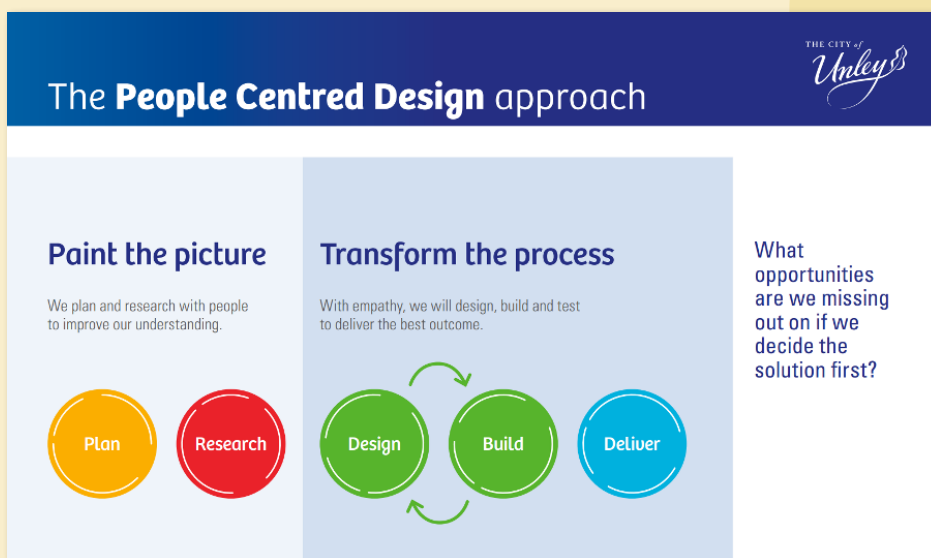 THE CITY of
Unley
The People Centred Design approach
Paint the picture
We plan and research with people
to improve our understanding.
Plan
Research
Transform the process
With empathy, we will design, build and test
to deliver the best outcome.
Design
Build
Deliver
What
opportunities
are we missing
out on if we
decide the
solution first?